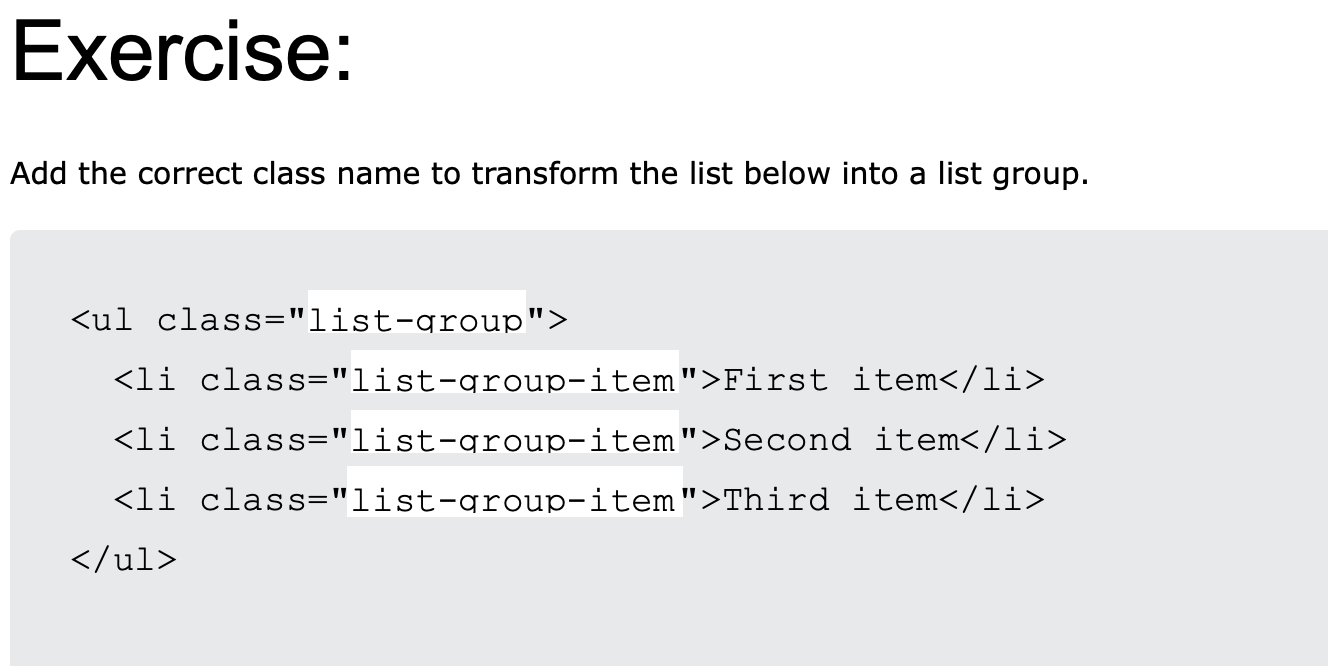 Exercise:
Add the correct class name to transform the list below into a list group.
<ul class="list-group">
<li class="list-group-item">First item</li>
<li class="list-group-item">Second item</li>
<li class="list-group-item">Third item</li>
</ul>